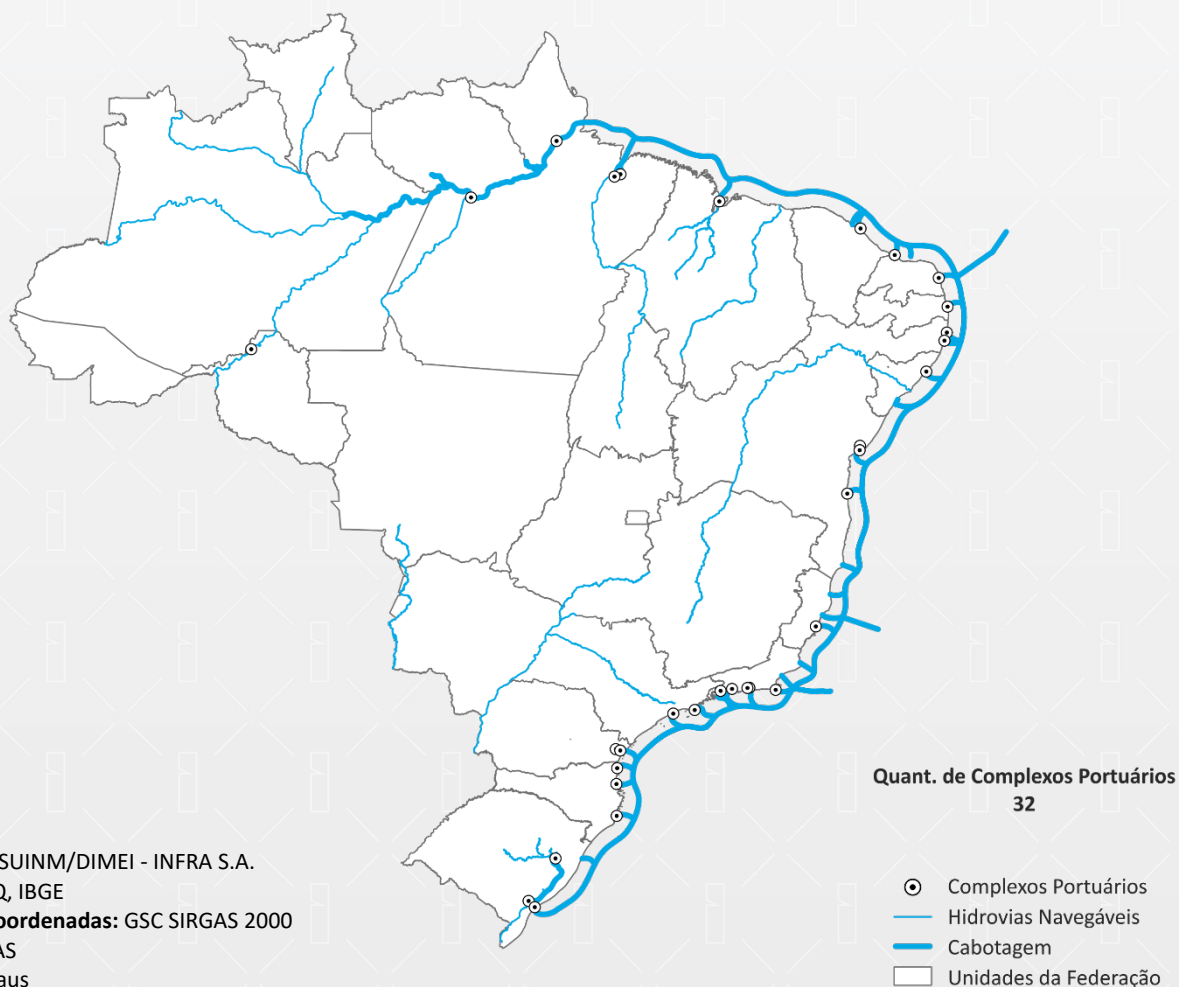 Quant. de Complexos Portuários
32
SUINM/DIMEI - INFRA S.A.
Q, IBGE
oordenadas: GSC SIRGAS 2000
AS
aus
Complexos Portuários
Hidrovias Navegáveis
Cabotagem
Unidades da Federação